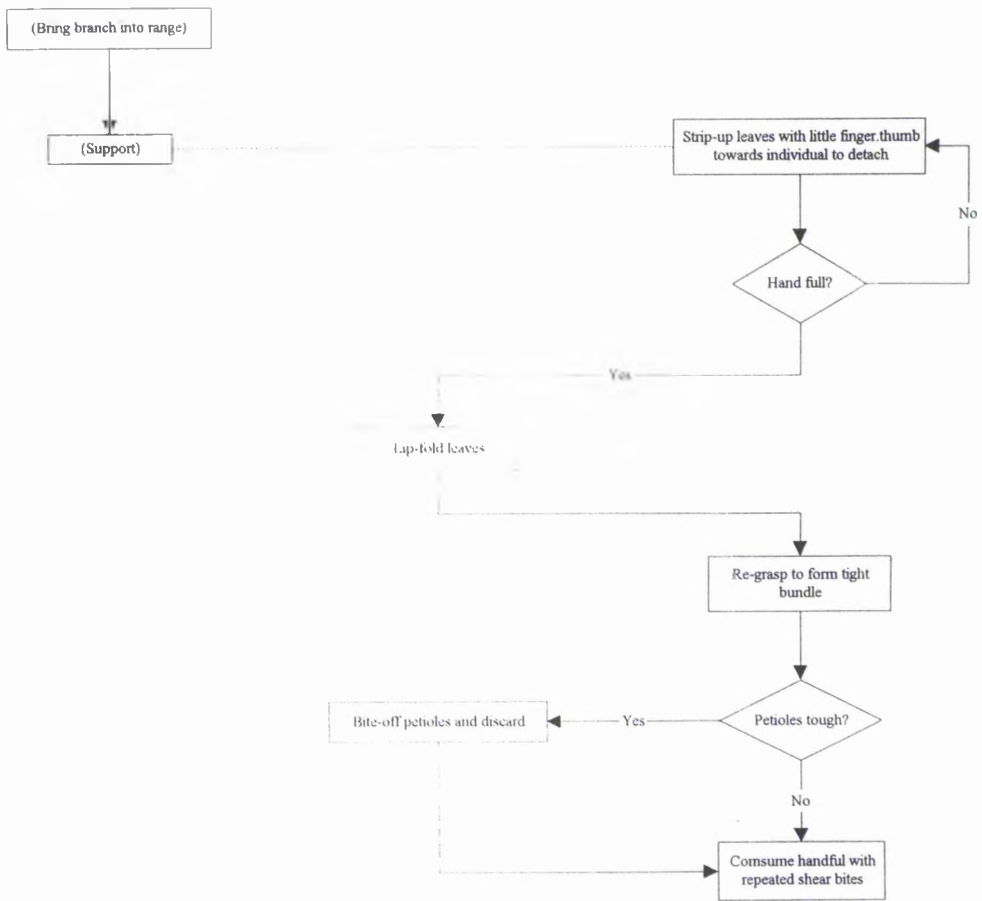 (Bring branch into range)
(Support)
Strip-up leaves with little finger.thumb
towards individual to detach
No
Hand full?
Yes
Lip-fold leaves
Re-grasp to form tight
bundle
Bite-off petioles and discard
Yes
Petioles tough?
No
Comsume handful with
repeated shear bites